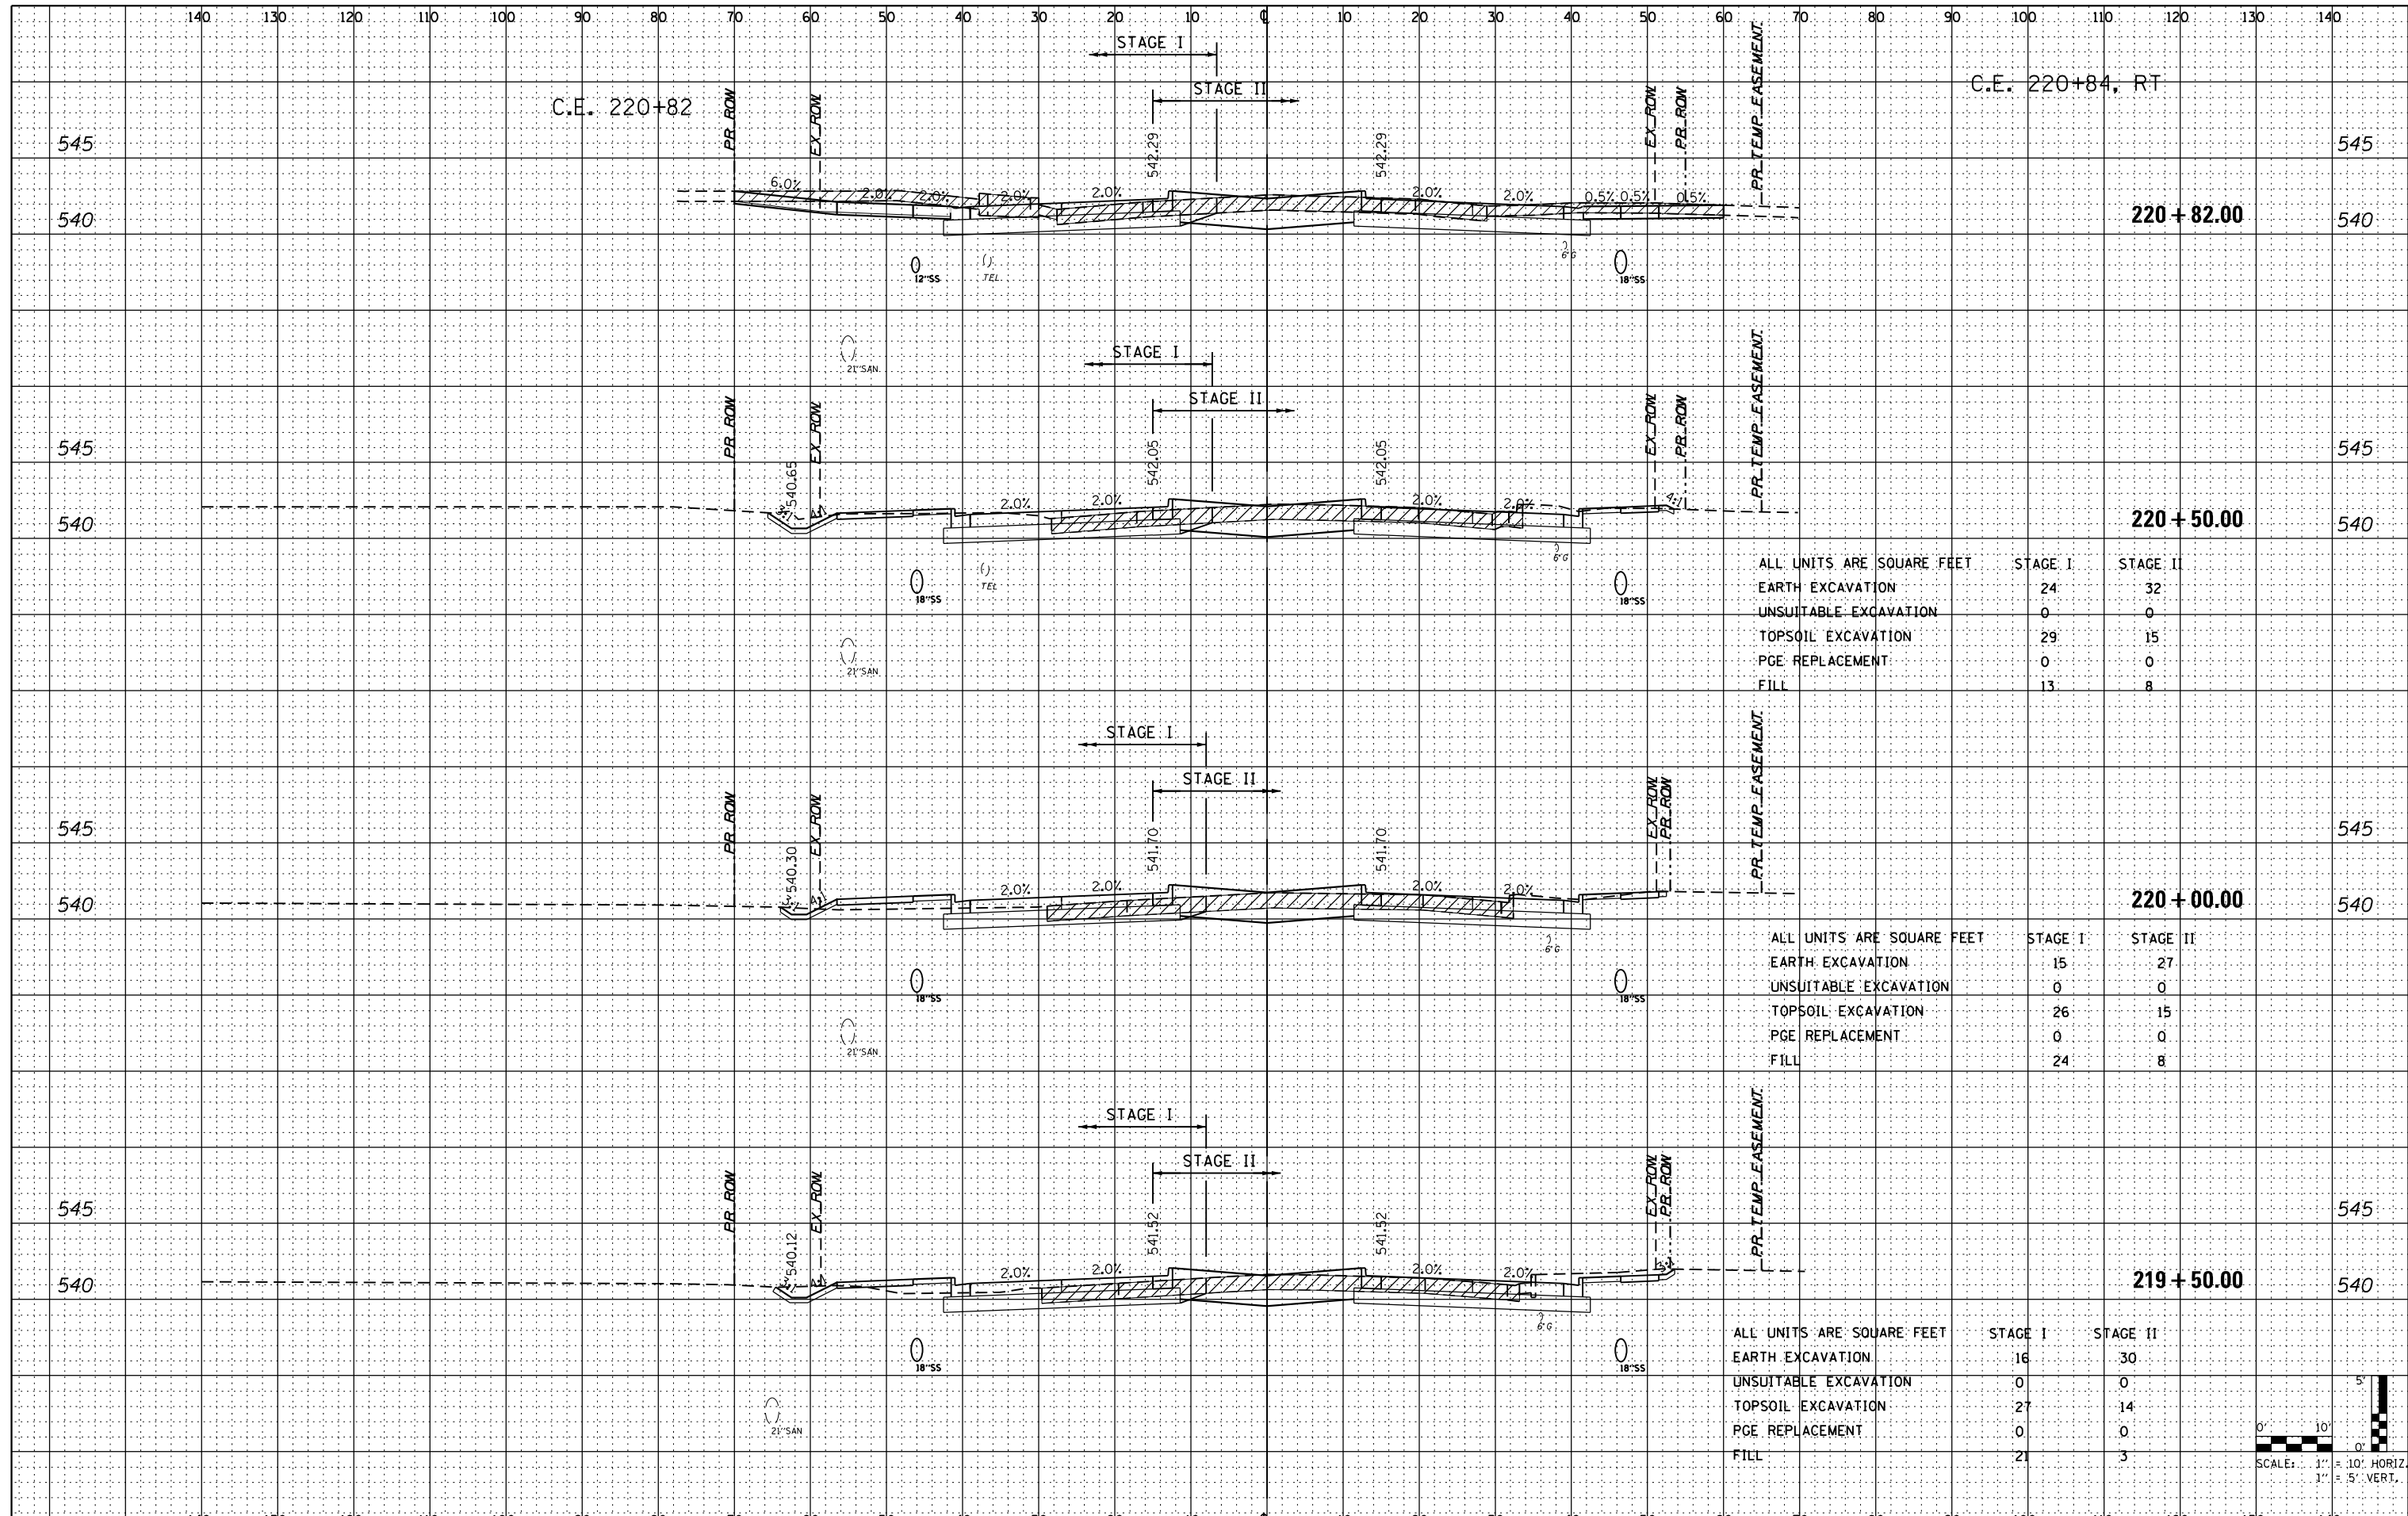 140 130 120 110 100 90 80 70 60 50 40 30 20 10 ℄ 10 20 30 40 50 60 70 80 90 100 110 120 130 140
STAGE I
STAGE II
C.E. 220+82
C.E. 220+84, RT
PR ROW
EX ROW
542.29
542.29
EX ROW
PR ROW
PR TEMP EASEMENT
545
545
6.0% 2.0% 2.0% 2.0% 2.0% 2.0% 2.0% 0.5% 0.5% 0.5%
540
220 + 82.00
540
12"SS
TEL
6"G
18"SS
21"SAN
STAGE I
STAGE II
PR ROW
EX ROW
542.05
542.05
EX ROW
PR ROW
PR TEMP EASEMENT
545
545
540.65
3:1 4:1 2.0% 2.0% 2.0% 2.0% 4:1
540
220 + 50.00
540
18"SS
TEL
6"G
18"SS
21"SAN
ALL UNITS ARE SQUARE FEET STAGE I STAGE II
EARTH EXCAVATION 24 32
UNSUITABLE EXCAVATION 0 0
TOPSOIL EXCAVATION 29 15
PGE REPLACEMENT 0 0
FILL 13 8
STAGE I
STAGE II
PR ROW
EX ROW
541.70
541.70
EX ROW
PR ROW
PR TEMP EASEMENT
545
545
540.30
2.0% 2.0% 2.0% 2.0%
540
220 + 00.00
540
6"G
18"SS
18"SS
21"SAN
ALL UNITS ARE SQUARE FEET STAGE I STAGE II
EARTH EXCAVATION 15 27
UNSUITABLE EXCAVATION 0 0
TOPSOIL EXCAVATION 26 15
PGE REPLACEMENT 0 0
FILL 24 8
STAGE I
STAGE II
PR ROW
EX ROW
541.52
541.52
EX ROW
PR ROW
PR TEMP EASEMENT
545
545
540.12
2.0% 2.0% 2.0% 2.0% 3:1
540
219 + 50.00
540
6"G
18"SS
18"SS
21"SAN
ALL UNITS ARE SQUARE FEET STAGE I STAGE II
EARTH EXCAVATION 16 30
UNSUITABLE EXCAVATION 0 0
TOPSOIL EXCAVATION 27 14
PGE REPLACEMENT 0 0
FILL 21 3
5'
0' 10'
0'
SCALE: 1" = 10' HORIZ.
1" = 5' VERT.